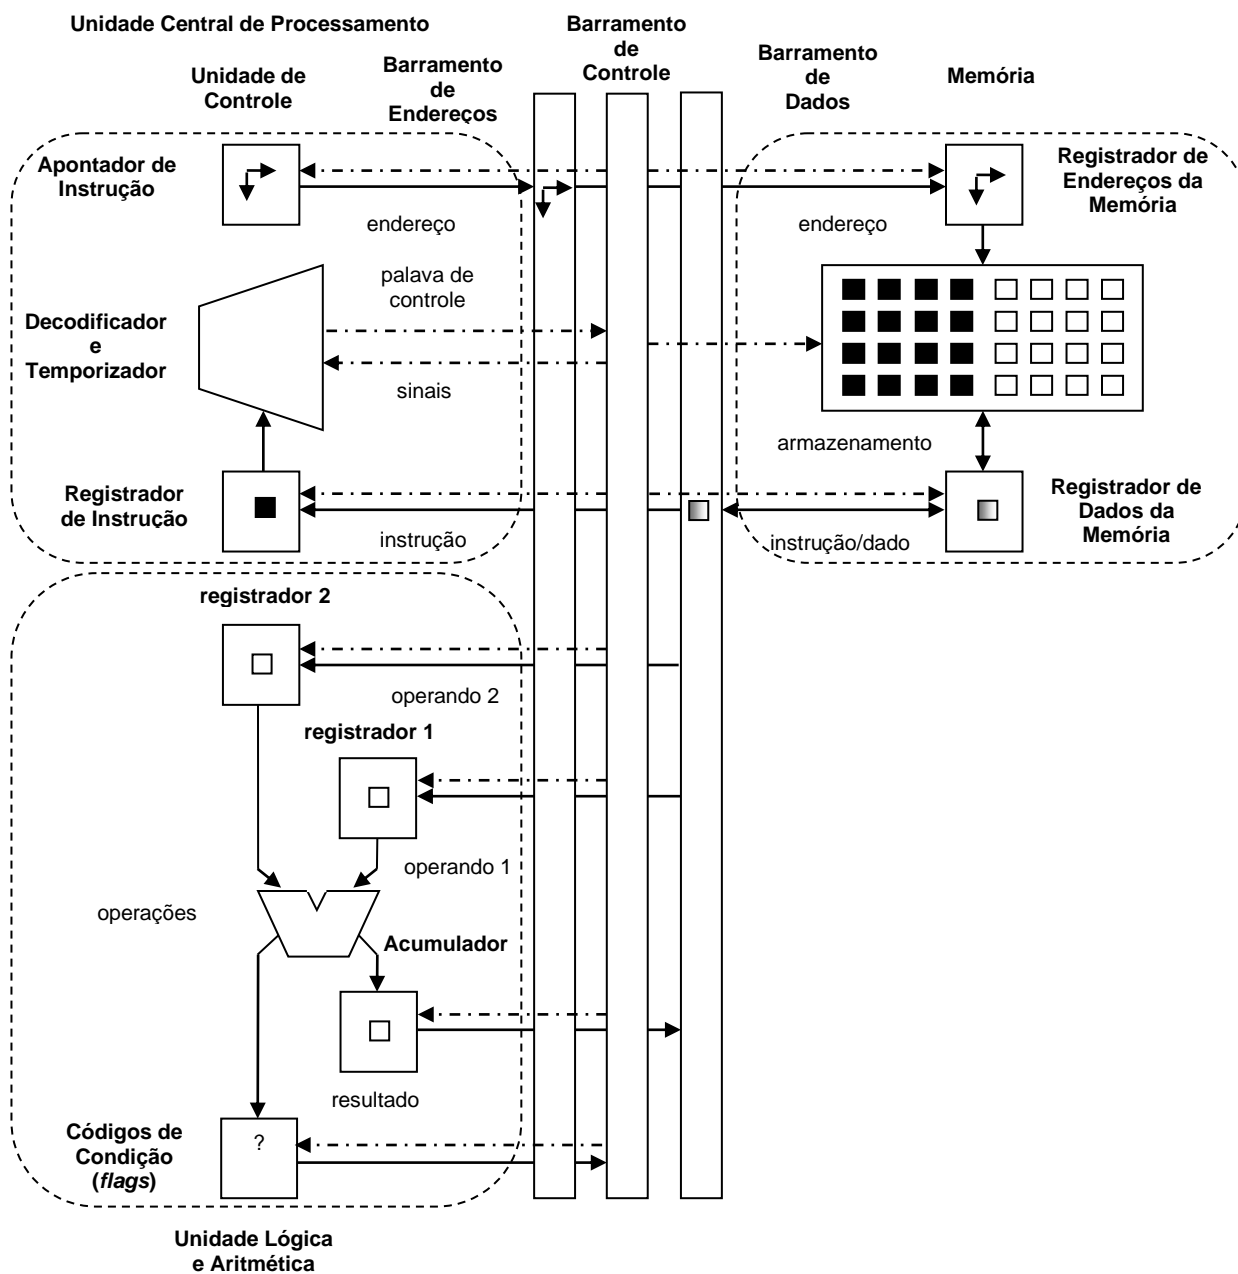 Unidade Central de Processamento
Barramento
de
Controle
Unidade de
Controle
Barramento
de
Endereços
Barramento
de
Dados
Memória
Apontador de
Instrução
endereço
endereço
Registrador de
Endereços da
Memória
palava de
controle
Decodificador
e
Temporizador
sinais
armazenamento
Registrador
de Instrução
instrução
instrução/dado
Registrador de
Dados da
Memória
registrador 2
operando 2
registrador 1
operando 1
operações
Acumulador
resultado
Códigos de
Condição
(flags)
?
Unidade Lógica
e Aritmética